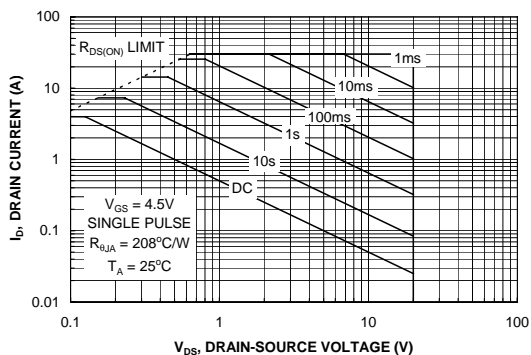 100
R_DS(ON) LIMIT
1ms
10
10ms
100ms
1s
1
10s
DC
V_GS = 4.5V
SINGLE PULSE
R_θJA = 208°C/W
T_A = 25°C
0.1
0.01
0.1
1
10
100
I_D, DRAIN CURRENT (A)
V_DS, DRAIN-SOURCE VOLTAGE (V)